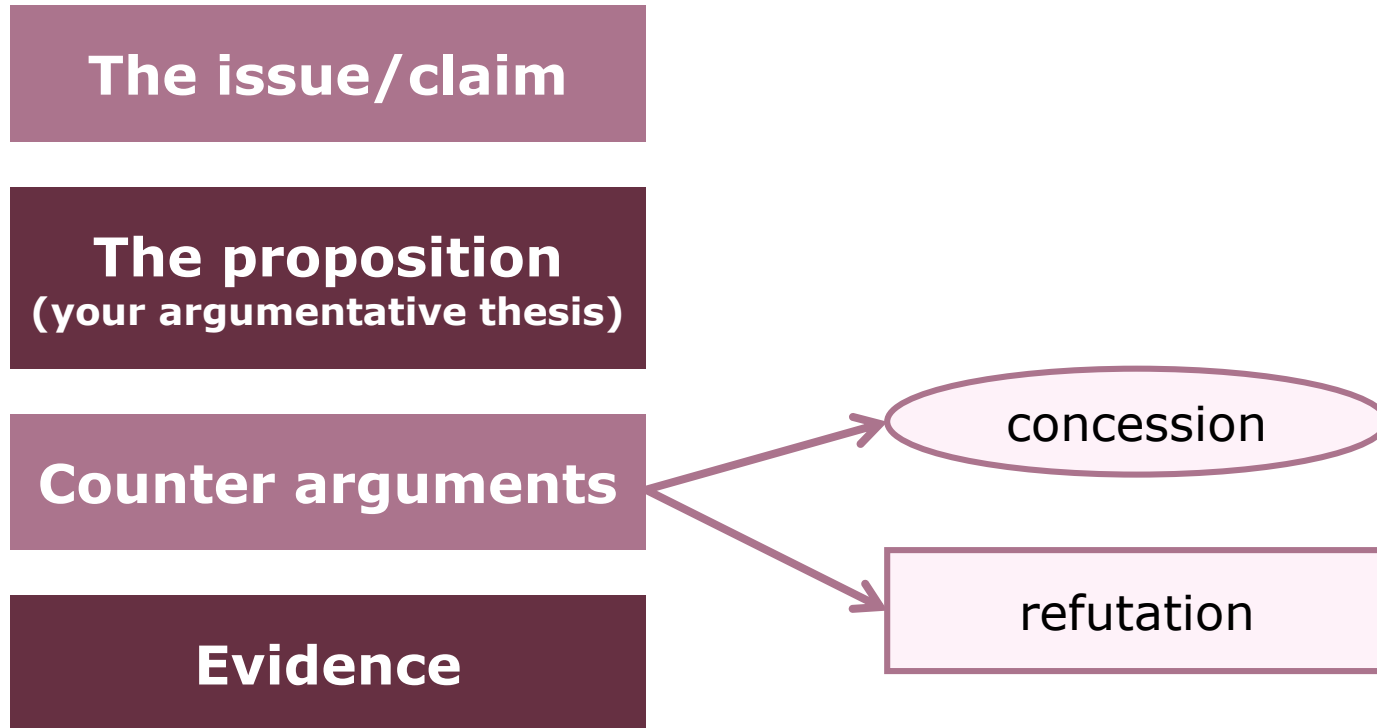 The issue/claim
The proposition
(your argumentative thesis)
Counter arguments
concession
refutation
Evidence